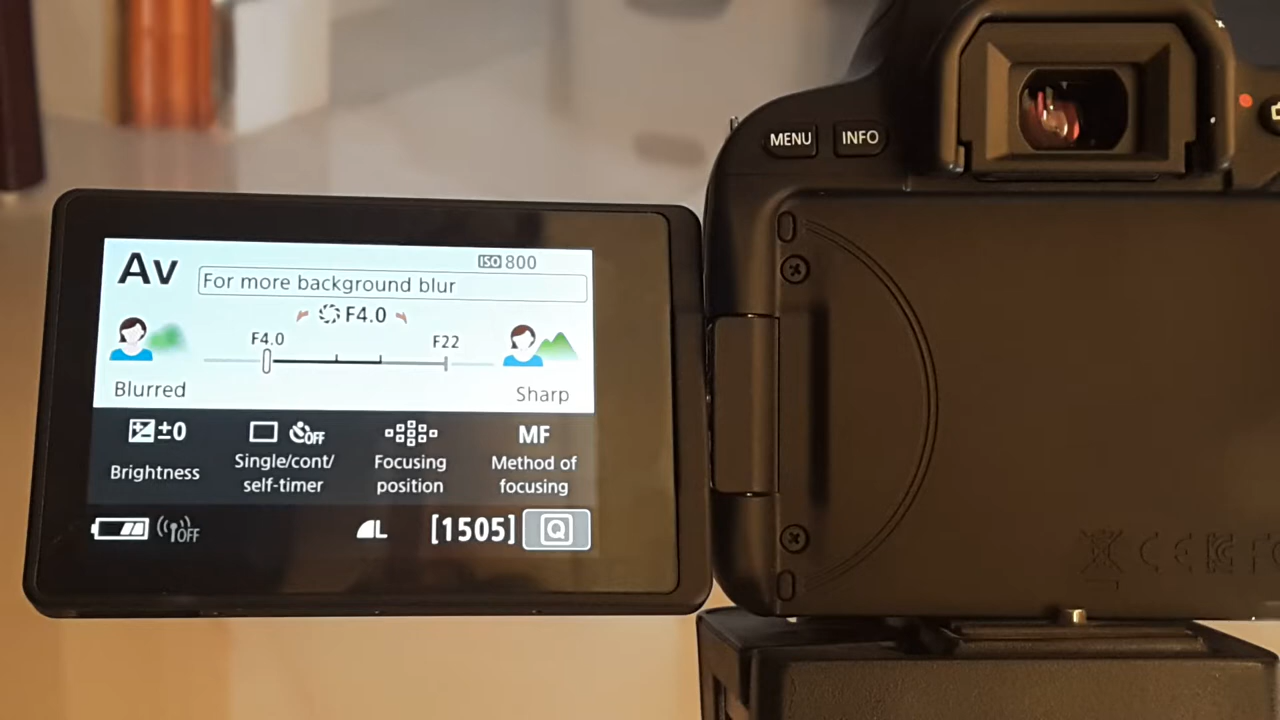 MENU INFO
Av
ISO 800
For more background blur
F4.0
F4.0
F22
Blurred
Sharp
±0
OFF
MF
Brightness
Single/cont/
self-timer
Focusing
position
Method of
focusing
OFF
L
[1505]
Q
CE